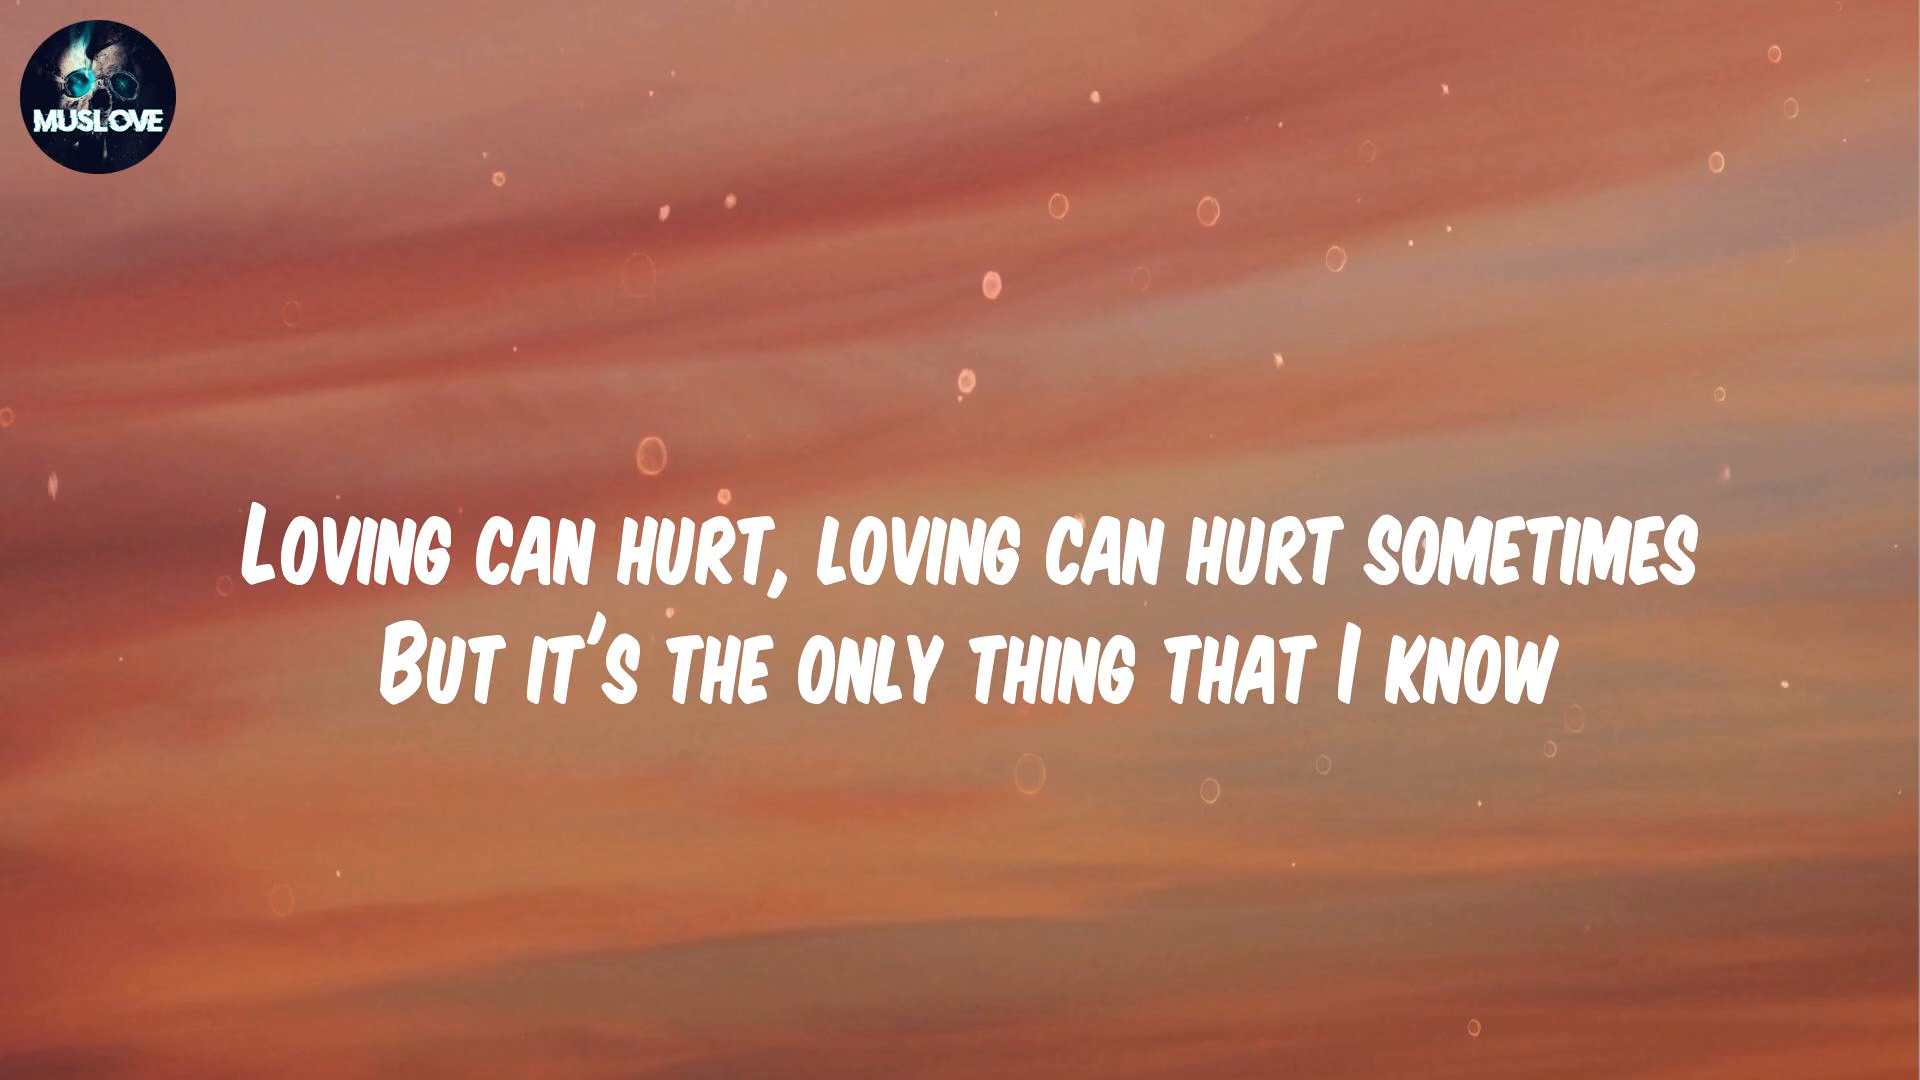 MUSLOVE
Loving can hurt, loving can hurt sometimes
But it's the only thing that I know